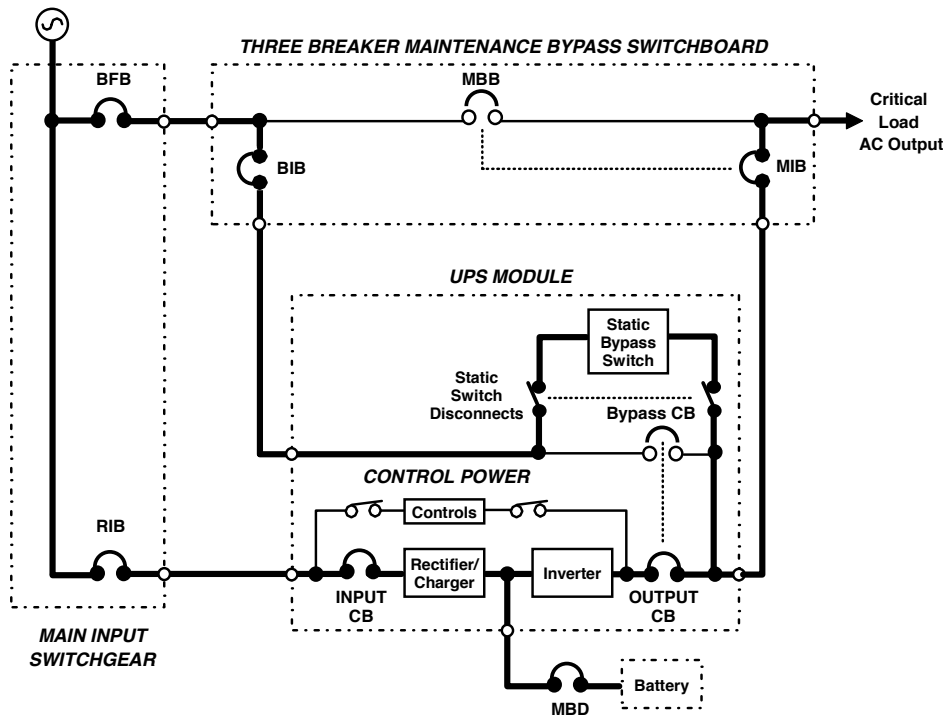 THREE BREAKER MAINTENANCE BYPASS SWITCHBOARD
BFB
MBB
Critical
Load
AC Output
BIB
MIB
UPS MODULE
Static
Bypass
Switch
Static
Switch
Disconnects
Bypass CB
CONTROL POWER
Controls
RIB
Rectifier/
Charger
Inverter
INPUT
CB
OUTPUT
CB
MAIN INPUT
SWITCHGEAR
MBD
Battery